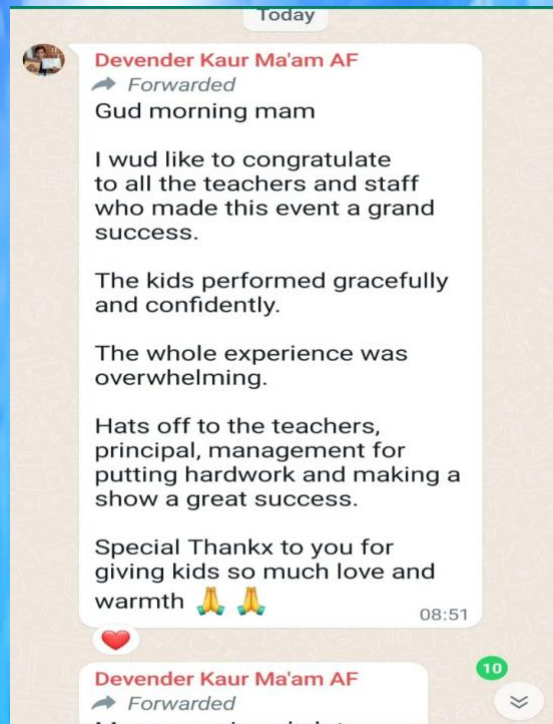 Today
Devender Kaur Ma'am AF
Forwarded
Gud morning mam
I wud like to congratulate
to all the teachers and staff
who made this event a grand
success.
The kids performed gracefully
and confidently.
The whole experience was
overwhelming.
Hats off to the teachers,
principal, management for
putting hardwork and making a
show a great success.
Special Thankx to you for
giving kids so much love and
warmth 🙏 🙏
08:51
10
Devender Kaur Ma'am AF
Forwarded